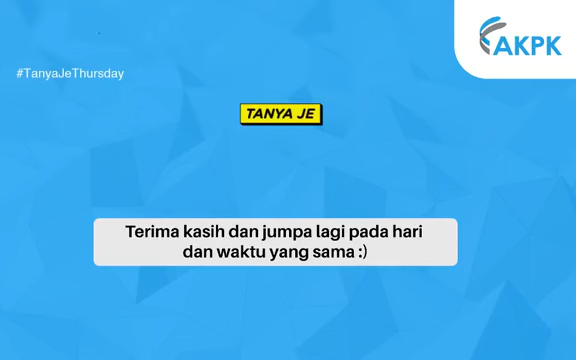 AKPK
#TanyaJeThursday
TANYA JE
Terima kasih dan jumpa lagi pada hari
dan waktu yang sama :)